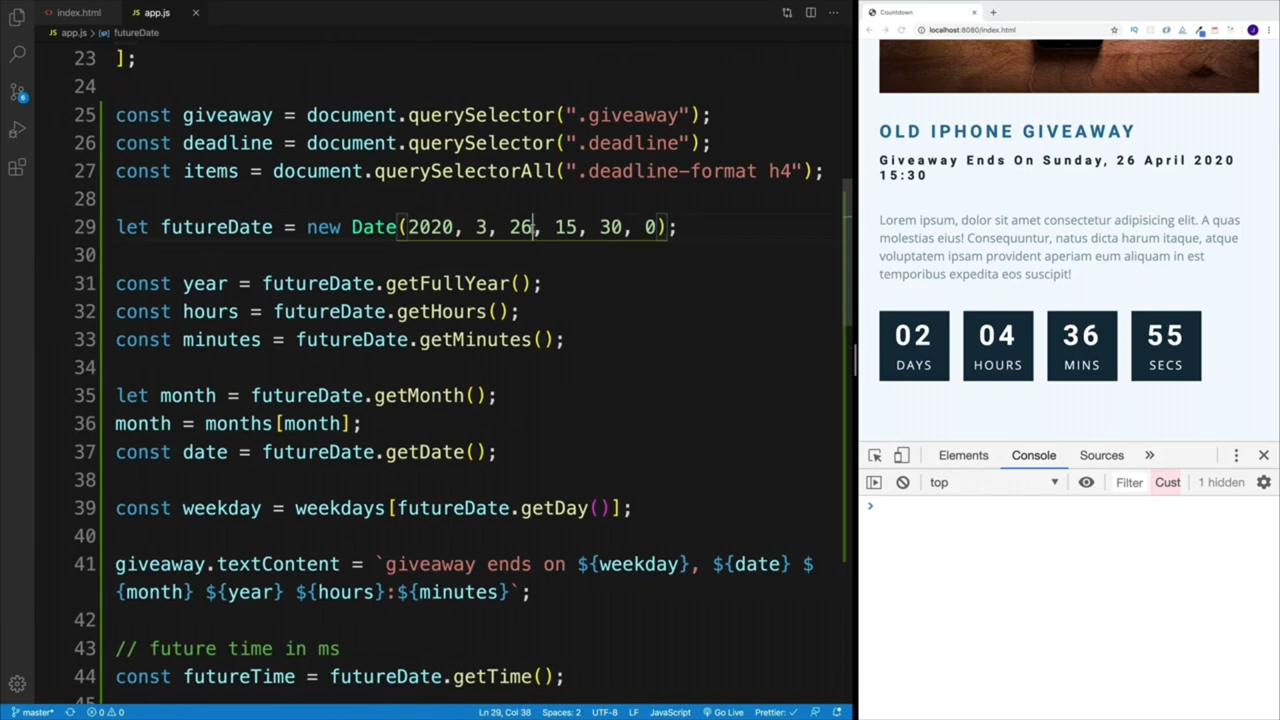 index.html
app.js
app.js
futureDate
23 ];
24
25 const giveaway = document.querySelector(".giveaway");
26 const deadline = document.querySelector(".deadline");
27 const items = document.querySelectorAll(".deadline-format h4");
28
29 let futureDate = new Date(2020, 3, 26, 15, 30, 0);
30
31 const year = futureDate.getFullYear();
32 const hours = futureDate.getHours();
33 const minutes = futureDate.getMinutes();
34
35 let month = futureDate.getMonth();
36 month = months[month];
37 const date = futureDate.getDate();
38
39 const weekday = weekdays[futureDate.getDay()];
40
41 giveaway.textContent = `giveaway ends on ${weekday}, ${date} $
{month} ${year} ${hours}:${minutes}`;
42
43 // future time in ms
44 const futureTime = futureDate.getTime();
6
master*
0
0
Ln 29, Col 38
Spaces: 2
UTF-8
LF
JavaScript
Go Live
Prettier: ✓
Countdown
localhost:8080/index.html
J
OLD IPHONE GIVEAWAY
Giveaway Ends On Sunday, 26 April 2020
15:30
Lorem ipsum, dolor sit amet consectetur adipisicing elit. A quas
molestias eius! Consequuntur, natus dicta harum itaque, atque
voluptatem ipsam provident aperiam eum aliquam in est
temporibus expedita eos suscipit!
02 04 36 55
DAYS HOURS MINS SECS
Elements Console Sources
top Filter Cust 1 hidden